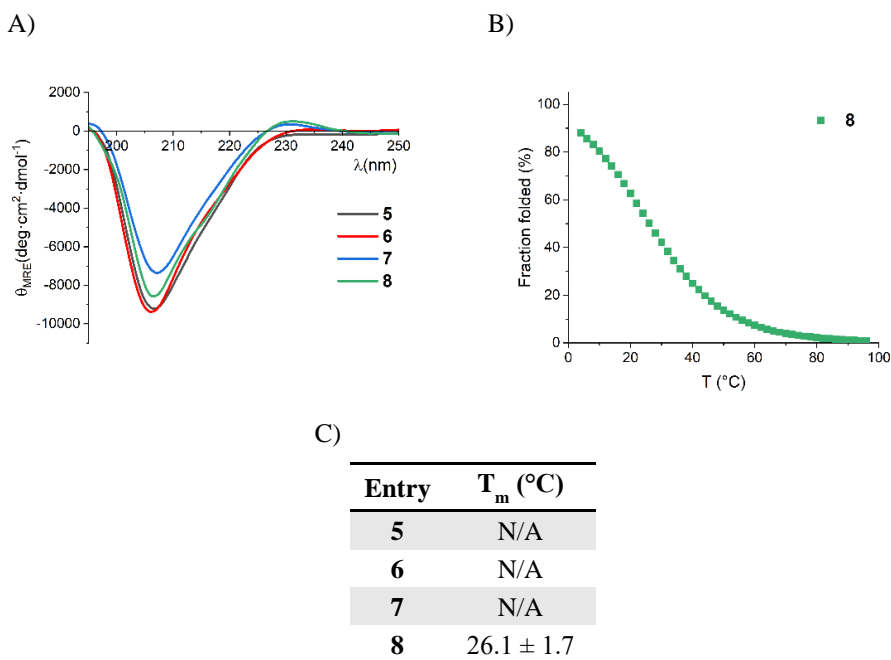 A)
B)
2000
0
-2000
-4000
-6000
-8000
-10000
200
210
220
230
240
250
λ(nm)
θMRE(deg·cm²·dmol⁻¹)
5
6
7
8
100
80
60
40
20
0
0
20
40
60
80
100
Fraction folded (%)
T (°C)
8
C)
Entry Tm (°C)
5 N/A
6 N/A
7 N/A
8 26.1 ± 1.7